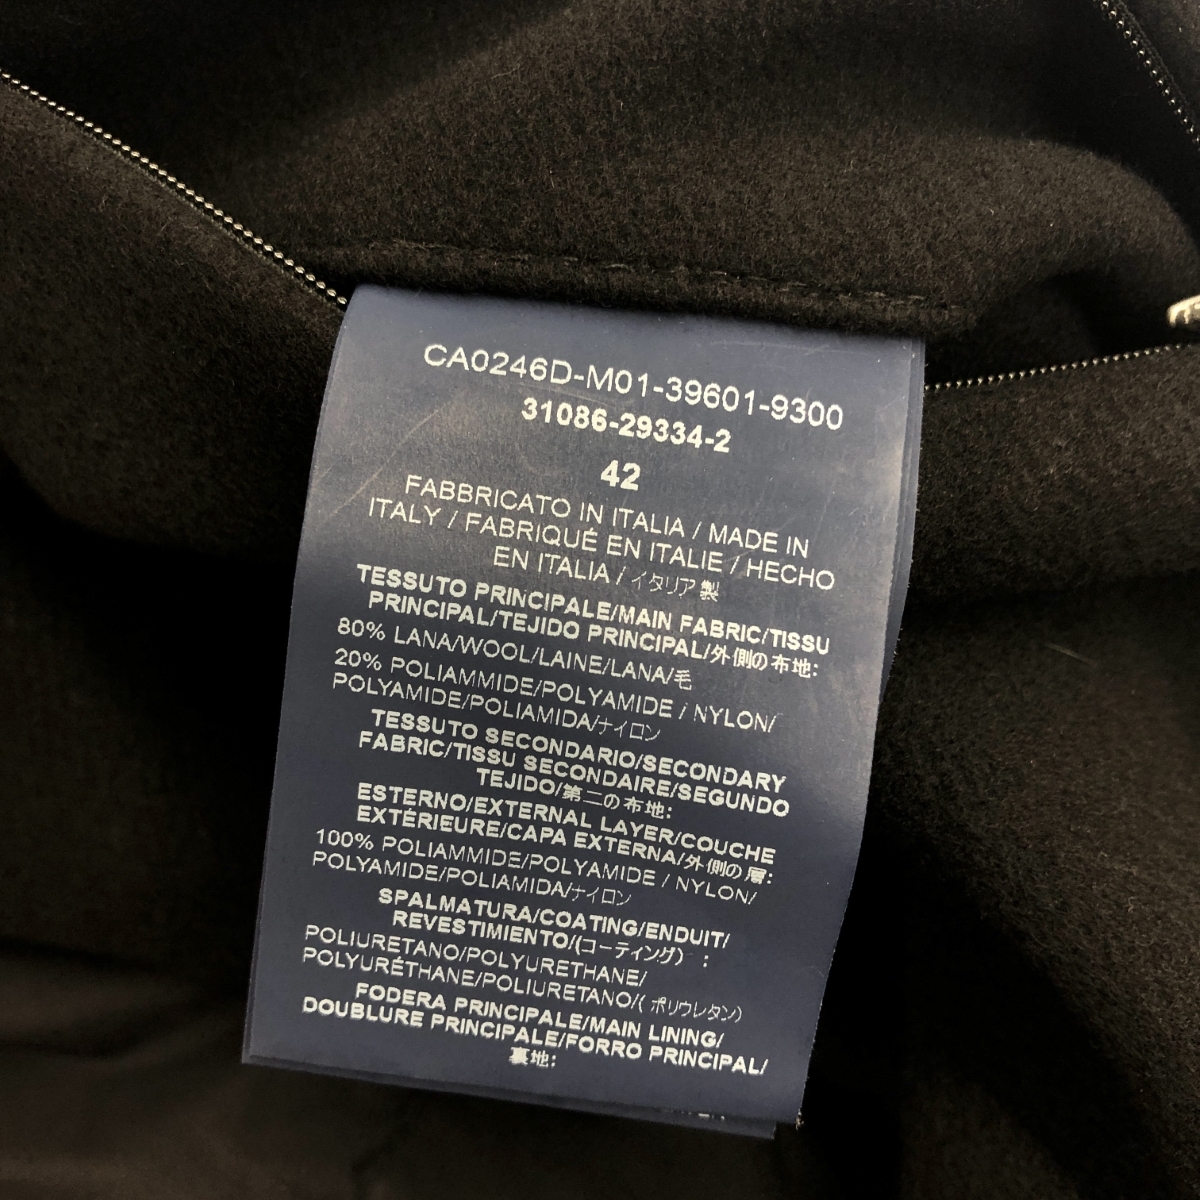 CA0246D-M01-39601-9300
31086-29334-2
42
FABBRICATO IN ITALIA / MADE IN
ITALY / FABRIQUÉ EN ITALIE / HECHO
EN ITALIA / イタリア製
TESSUTO PRINCIPALE/MAIN FABRIC/TISSU
PRINCIPAL/TEJIDO PRINCIPAL/外側の布地:
80% LANA/WOOL/LAINE/LANA/毛
20% POLIAMMIDE/POLYAMIDE / NYLON/
POLYAMIDE/POLIAMIDA/ナイロン
TESSUTO SECONDARIO/SECONDARY
FABRIC/TISSU SECONDAIRE/SEGUNDO
TEJIDO/第二の布地:
ESTERNO/EXTERNAL LAYER/COUCHE
EXTÉRIEURE/CAPA EXTERNA/外側の層:
100% POLIAMMIDE/POLYAMIDE / NYLON/
POLYAMIDE/POLIAMIDA/ナイロン
SPALMATURA/COATING/ENDUIT/
REVESTIMIENTO/(コーティング) :
POLIURETANO/POLYURETHANE/
POLYURÉTHANE/POLIURETANO/( ポリウレタン)
FODERA PRINCIPALE/MAIN LINING/
DOUBLURE PRINCIPALE/FORRO PRINCIPAL/
裏地: